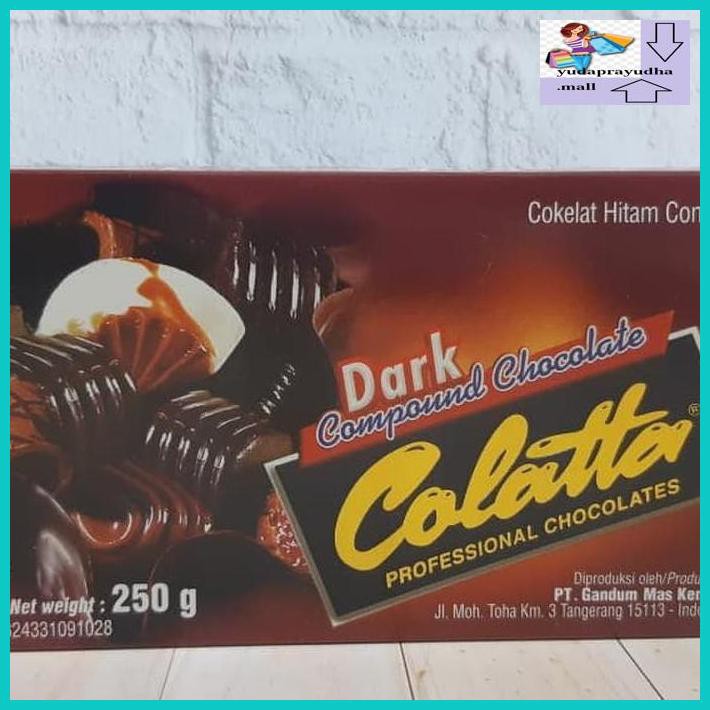 yudaprayudha
.mall
Cokelat Hitam Con
Dark
Compound Chocolate
Colatta®
PROFESSIONAL CHOCOLATES
Diproduksi oleh/Produ
Net weight : 250 g
PT. Gandum Mas Ken
24331091028
Jl. Moh. Toha Km. 3 Tangerang 15113 - Indo